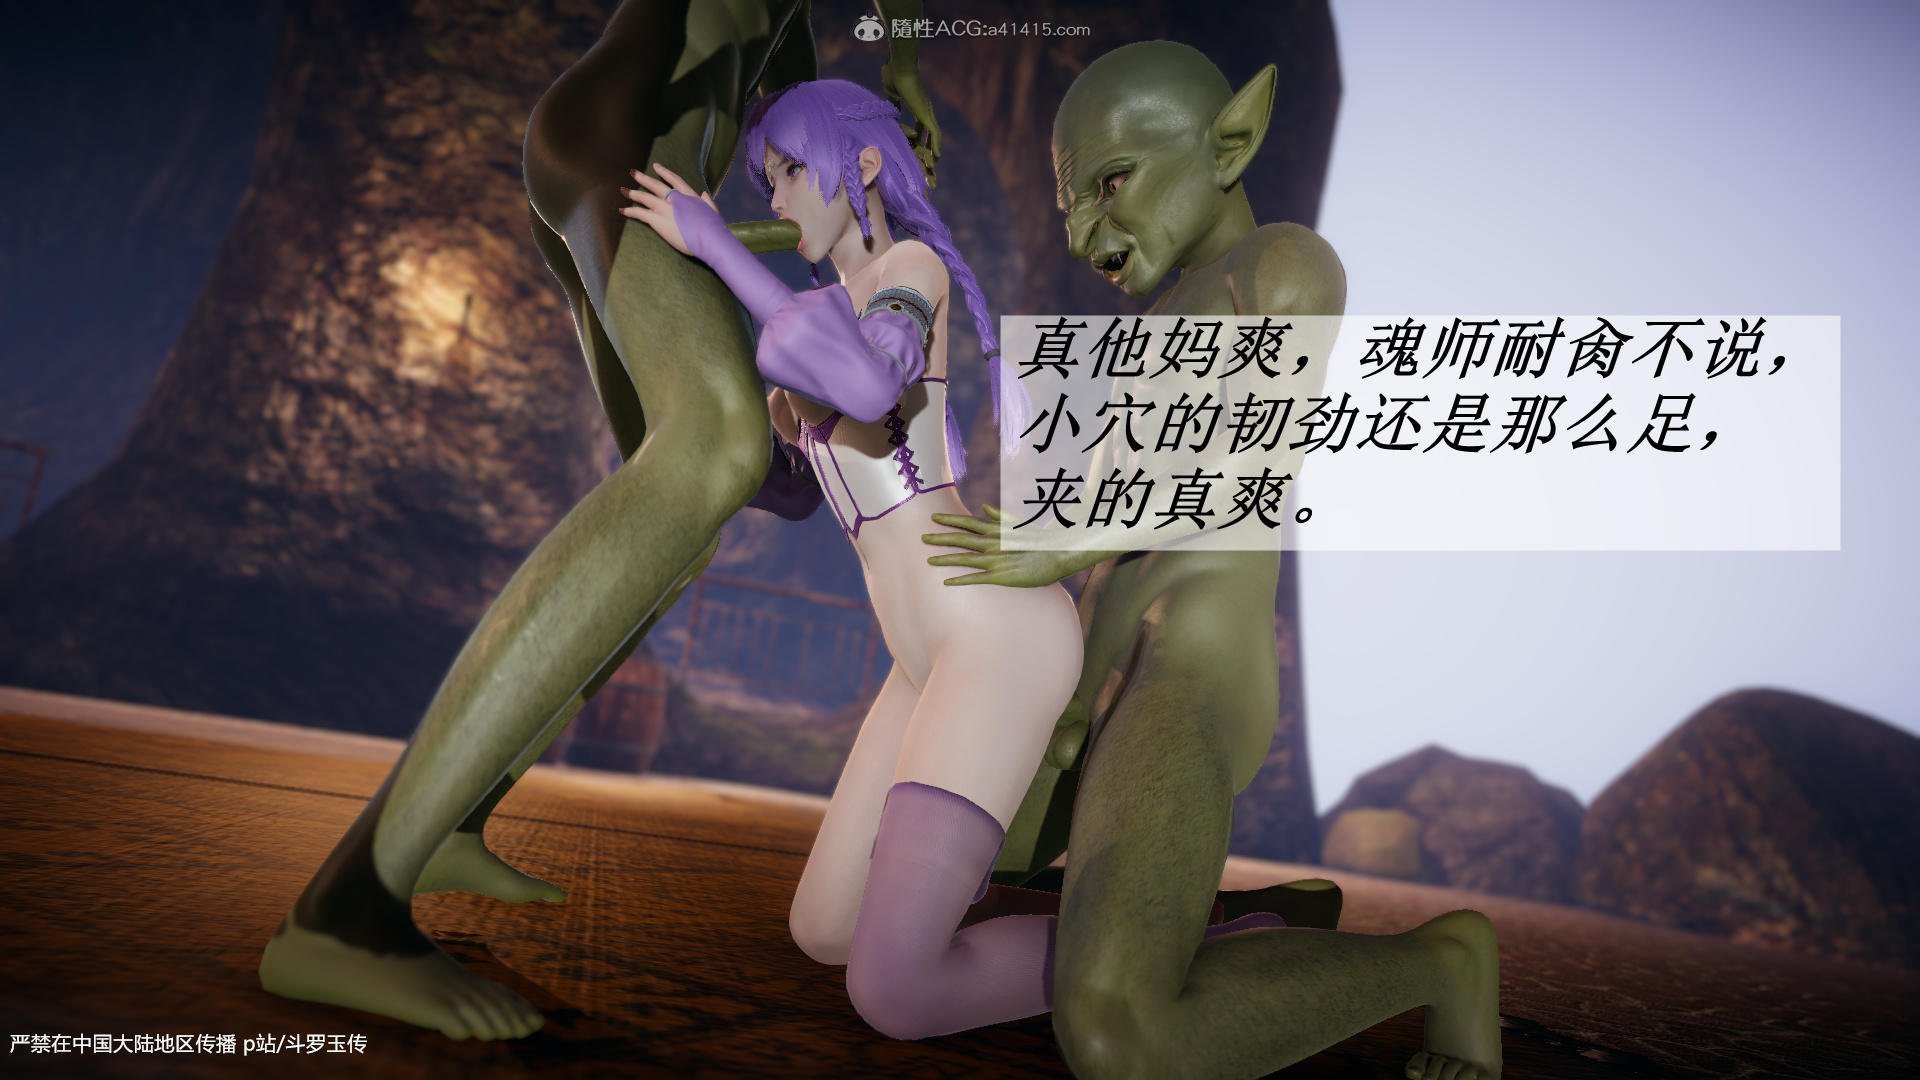 隨性ACG:a41415.com
真他妈爽，魂师耐肏不说，
小穴的韧劲还是那么足，
夹的真爽。
严禁在中国大陆地区传播 p站/斗罗玉传